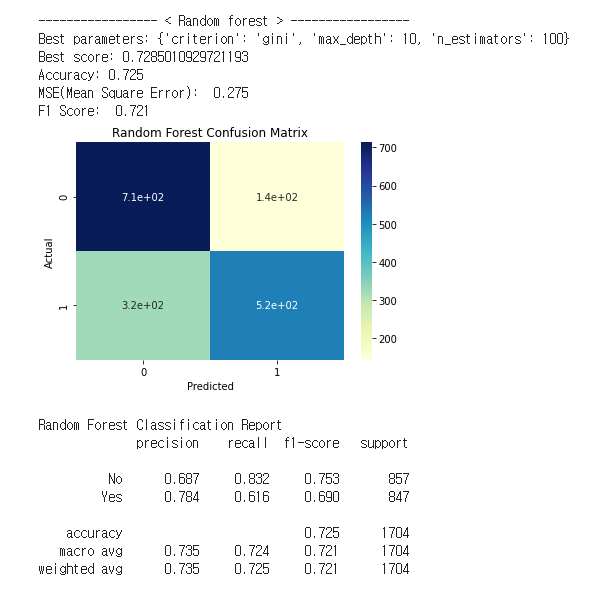 ----------------- < Random forest > -----------------
Best parameters: {'criterion': 'gini', 'max_depth': 10, 'n_estimators': 100}
Best score: 0.7285010929721193
Accuracy: 0.725
MSE(Mean Square Error):  0.275
F1 Score:  0.721
Random Forest Confusion Matrix
700
7.1e+02 1.4e+02
0
600
500
Actual
400
3.2e+02 5.2e+02
1
300
200
0 1
Predicted
Random Forest Classification Report
precision recall f1-score support
No 0.687 0.832 0.753 857
Yes 0.784 0.616 0.690 847
accuracy 0.725 1704
macro avg 0.735 0.724 0.721 1704
weighted avg 0.735 0.725 0.721 1704